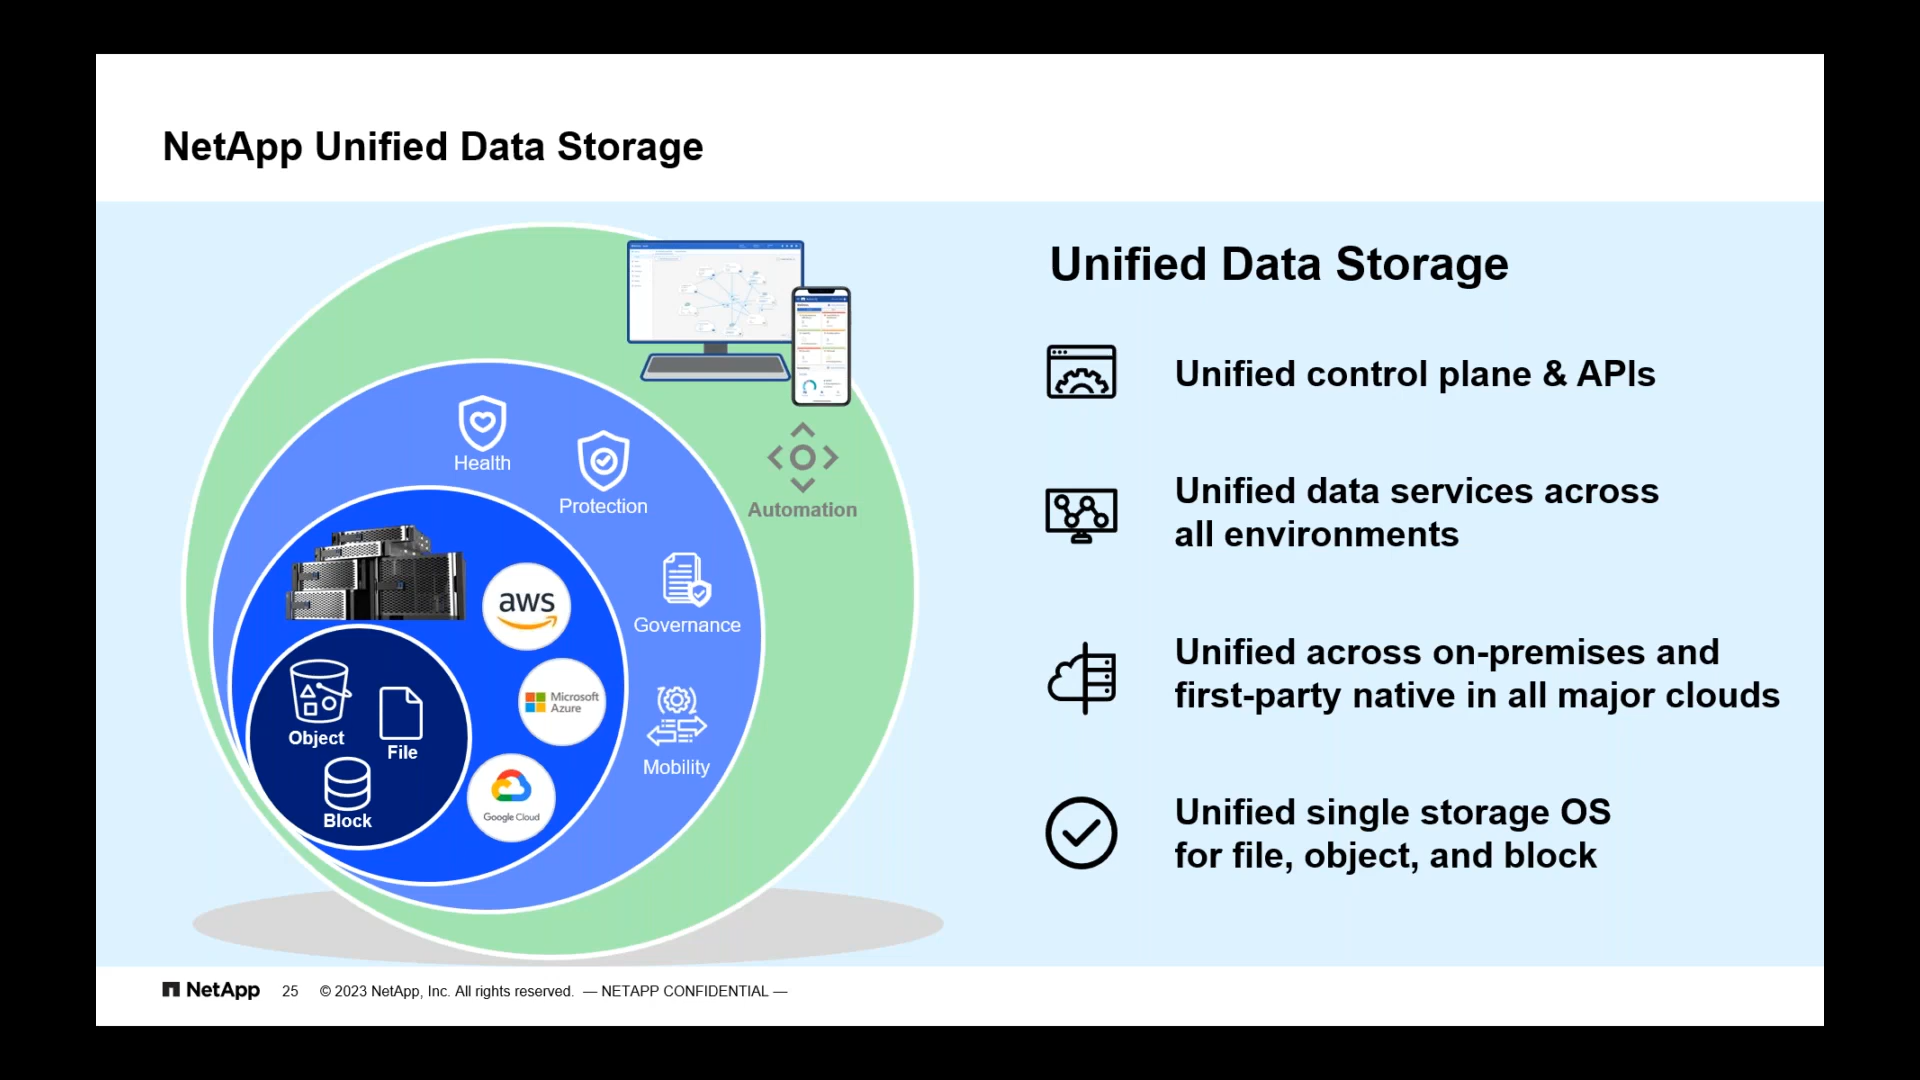 NetApp Unified Data Storage
Unified Data Storage
Unified control plane & APIs
Unified data services across
all environments
Unified across on-premises and
first-party native in all major clouds
Unified single storage OS
for file, object, and block
Health
Protection
Automation
Governance
Mobility
aws
Microsoft
Azure
Google Cloud
Object
File
Block
NetApp 25 © 2023 NetApp, Inc. All rights reserved. — NETAPP CONFIDENTIAL —